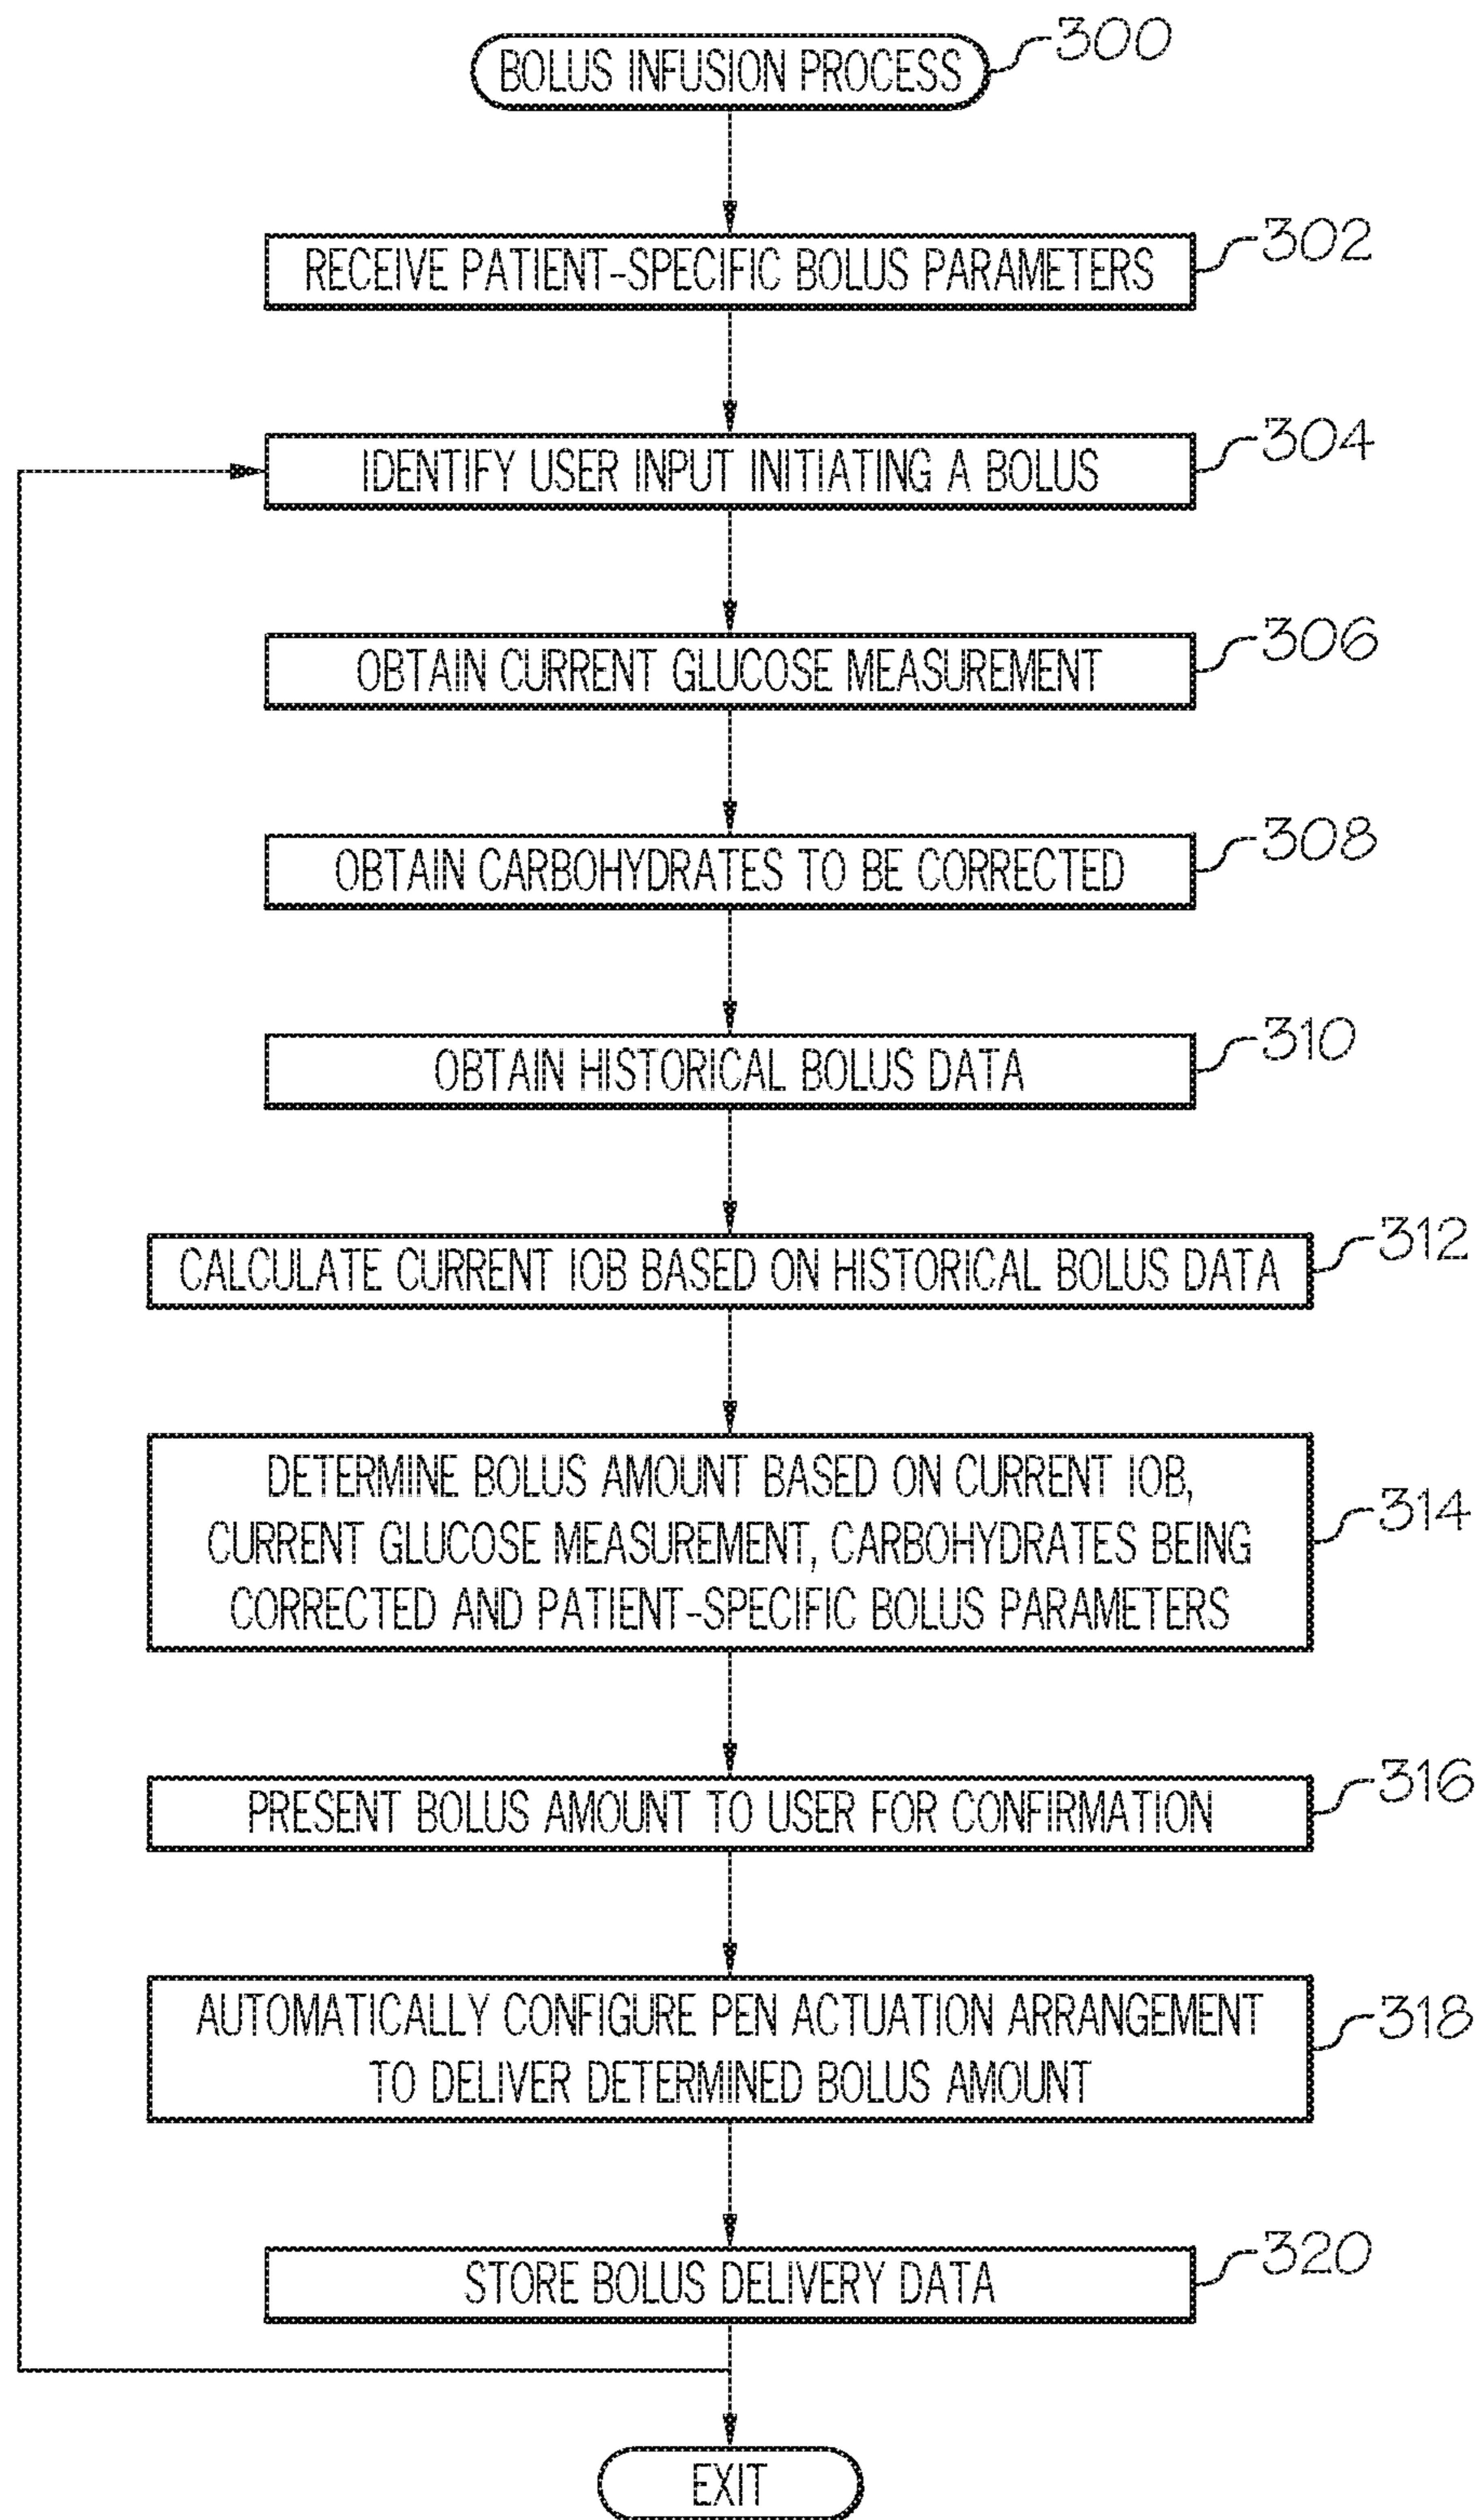 BOLUS INFUSION PROCESS
300
RECEIVE PATIENT-SPECIFIC BOLUS PARAMETERS
302
IDENTIFY USER INPUT INITIATING A BOLUS
304
OBTAIN CURRENT GLUCOSE MEASUREMENT
306
OBTAIN CARBOHYDRATES TO BE CORRECTED
308
OBTAIN HISTORICAL BOLUS DATA
310
CALCULATE CURRENT IOB BASED ON HISTORICAL BOLUS DATA
312
DETERMINE BOLUS AMOUNT BASED ON CURRENT IOB,
CURRENT GLUCOSE MEASUREMENT, CARBOHYDRATES BEING
CORRECTED AND PATIENT-SPECIFIC BOLUS PARAMETERS
314
PRESENT BOLUS AMOUNT TO USER FOR CONFIRMATION
316
AUTOMATICALLY CONFIGURE PEN ACTUATION ARRANGEMENT
TO DELIVER DETERMINED BOLUS AMOUNT
318
STORE BOLUS DELIVERY DATA
320
EXIT